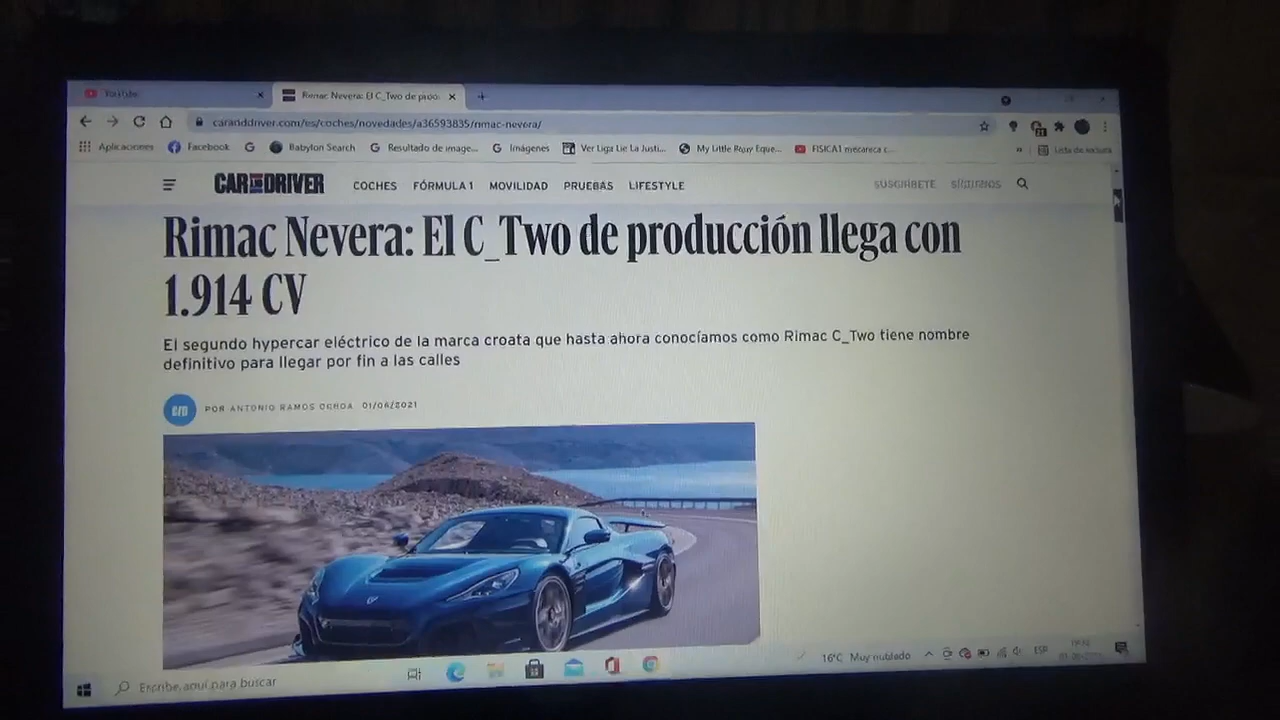 YouTube
Rimac Nevera: El C_Two de produc
caranddriver.com/es/coches/novedades/a36593835/rimac-nevera/
Aplicaciones
Facebook
Babylon Search
Resultado de image...
Imágenes
Ver Liga Lie La Justi...
My Little Pony Eque...
FISICA1 mecanica c...
Lista de lectura
CAR AND DRIVER
COCHES
FÓRMULA 1
MOVILIDAD
PRUEBAS
LIFESTYLE
SUSCRÍBETE
SÍGUENOS
Rimac Nevera: El C_Two de producción llega con
1.914 CV
El segundo hypercar eléctrico de la marca croata que hasta ahora conocíamos como Rimac C_Two tiene nombre
definitivo para llegar por fin a las calles
POR ANTONIO RAMOS OCHOA 01/06/2021
Escribe aquí para buscar
16°C Muy nublado
ESP